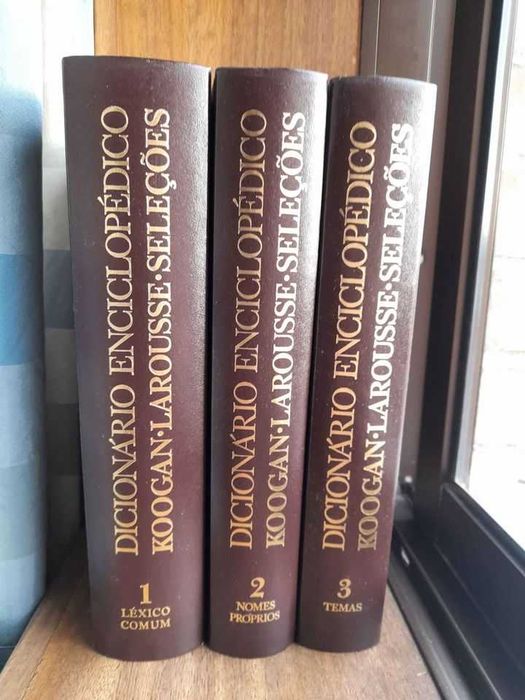 DICIONÁRIO ENCICLOPÉDICO
KOOGAN·LAROUSSE·SELEÇÕES
1
LÉXICO
COMUM
DICIONÁRIO ENCICLOPÉDICO
KOOGAN·LAROUSSE·SELEÇÕES
2
NOMES
PRÓPRIOS
DICIONÁRIO ENCICLOPÉDICO
KOOGAN·LAROUSSE·SELEÇÕES
3
TEMAS